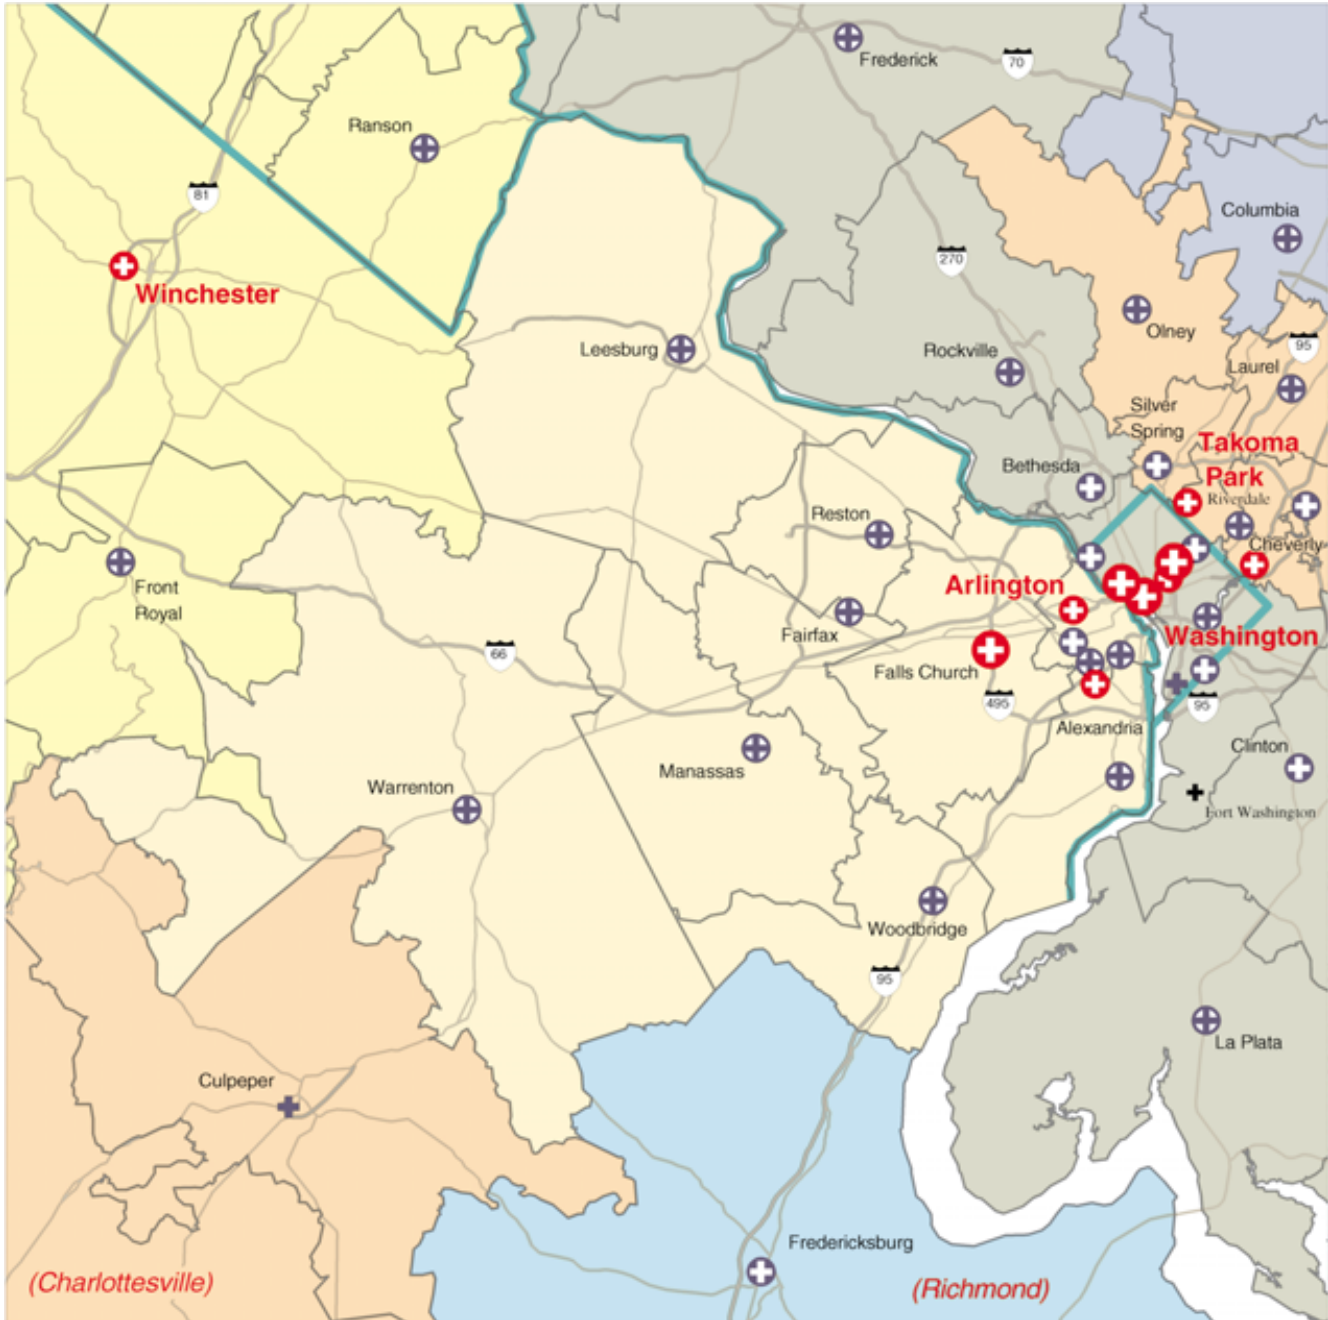 Frederick
70
Ranson
81
Columbia
270
Winchester
Olney
Leesburg
Rockville
95
Laurel
Silver
Spring
Takoma
Park
Bethesda
Riverdale
Reston
Cheverly
Front
Royal
Arlington
Fairfax
Washington
66
Falls Church
495
95
Alexandria
Clinton
Manassas
Warrenton
Fort Washington
Woodbridge
95
La Plata
Culpeper
Fredericksburg
(Charlottesville)
(Richmond)